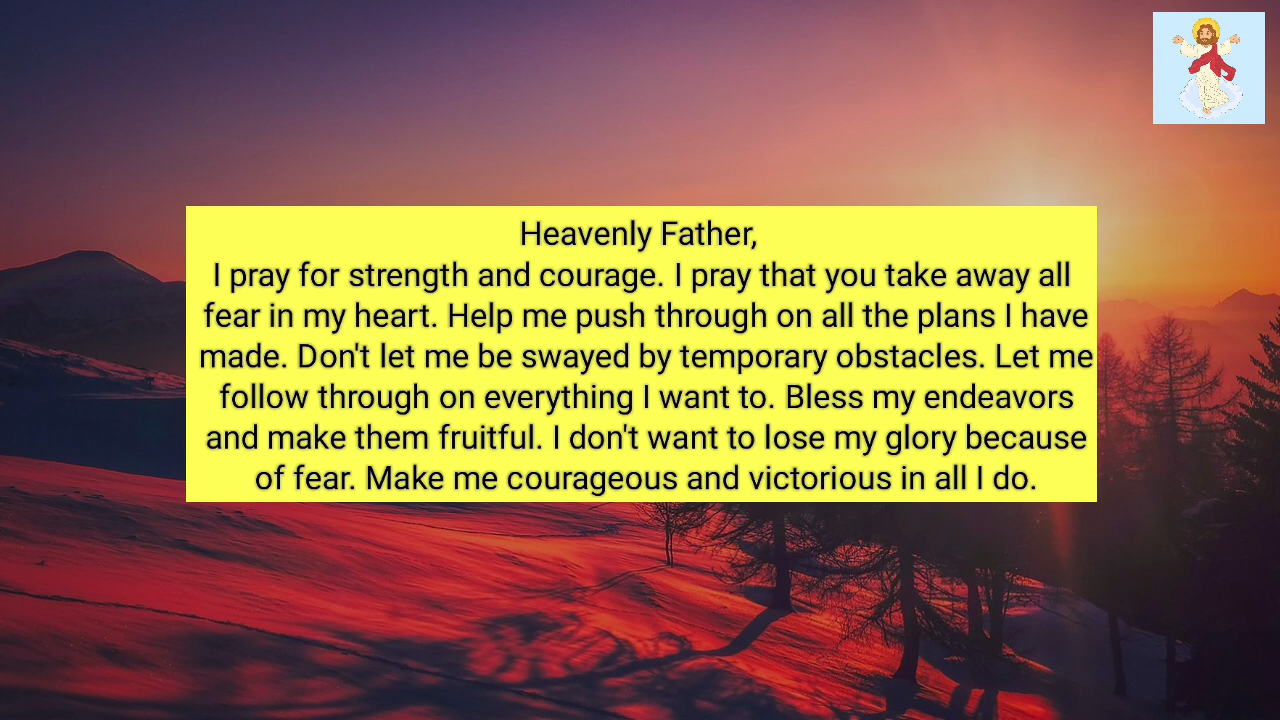 Heavenly Father,
I pray for strength and courage. I pray that you take away all
fear in my heart. Help me push through on all the plans I have
made. Don't let me be swayed by temporary obstacles. Let me
follow through on everything I want to. Bless my endeavors
and make them fruitful. I don't want to lose my glory because
of fear. Make me courageous and victorious in all I do.